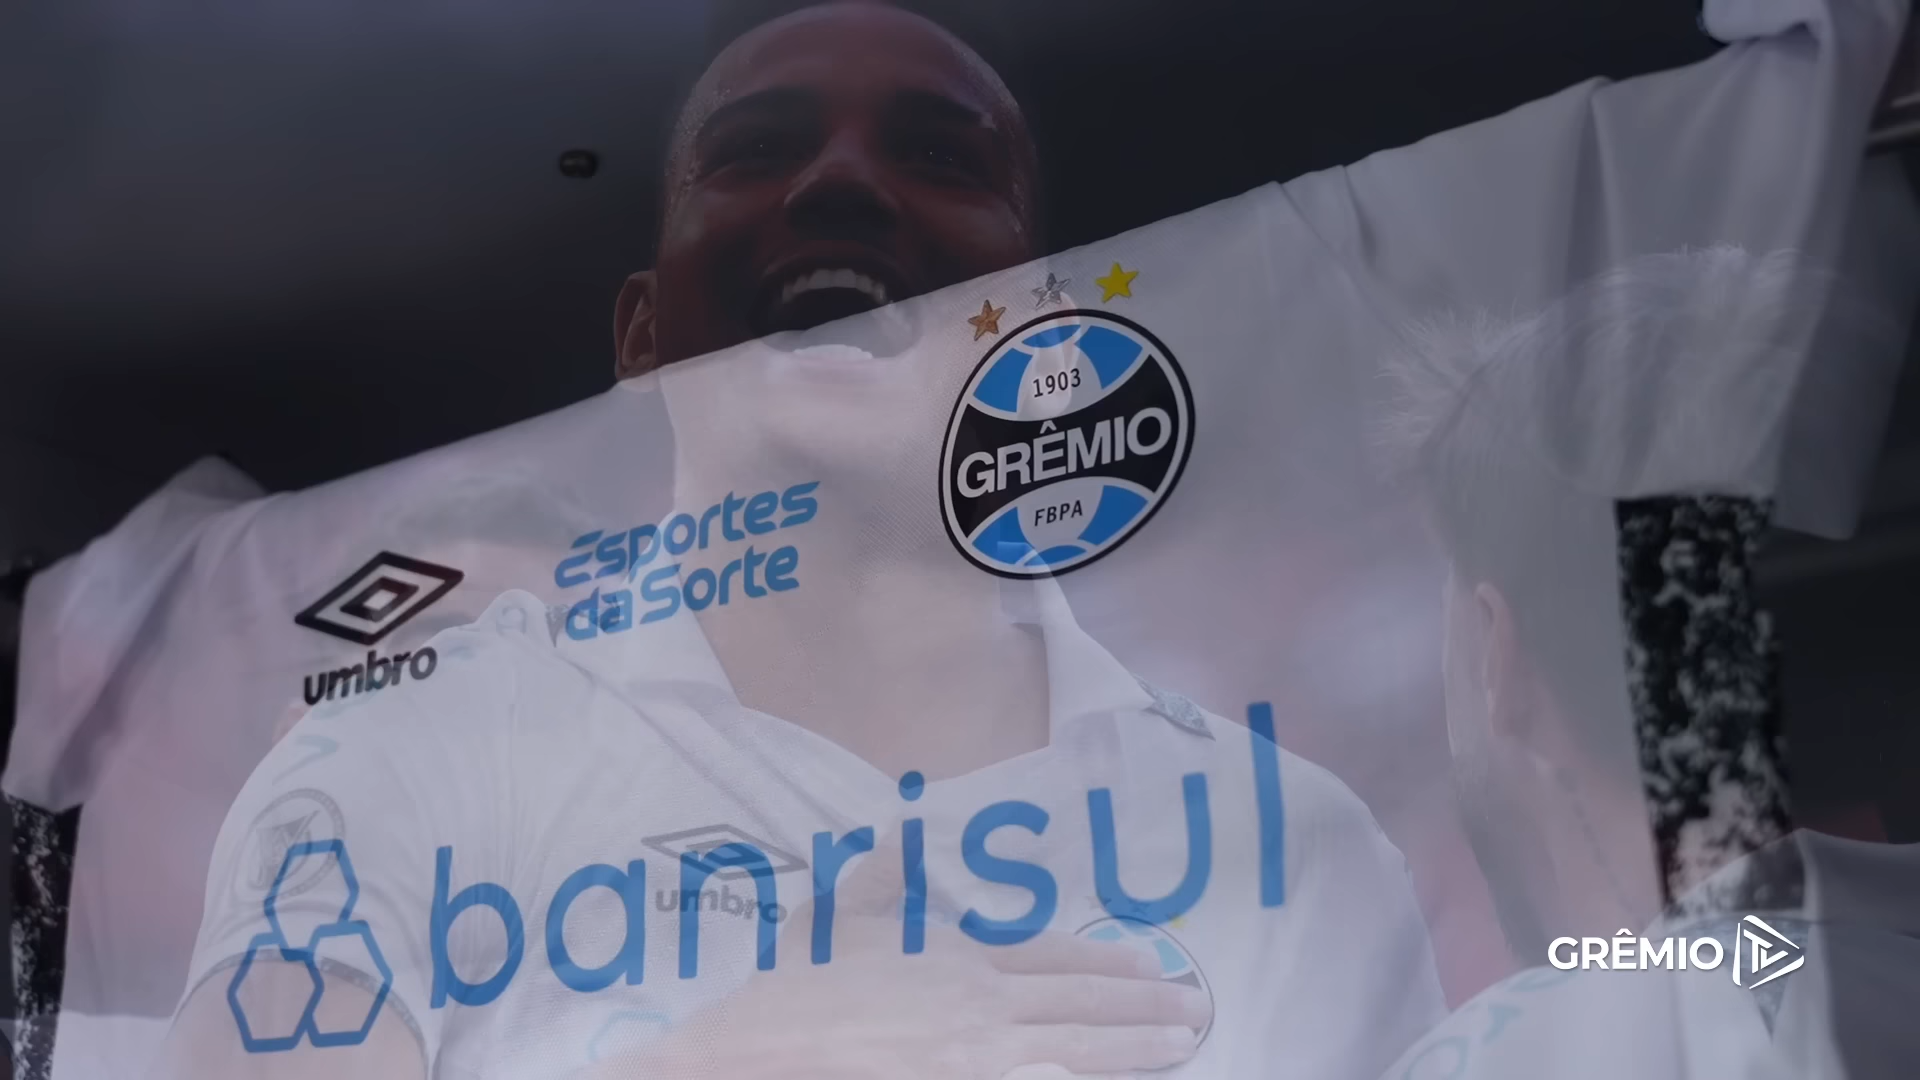 1903
GRÊMIO
FBPA
Esportes
da Sorte
umbro
banrisul
umbro
GRÊMIO